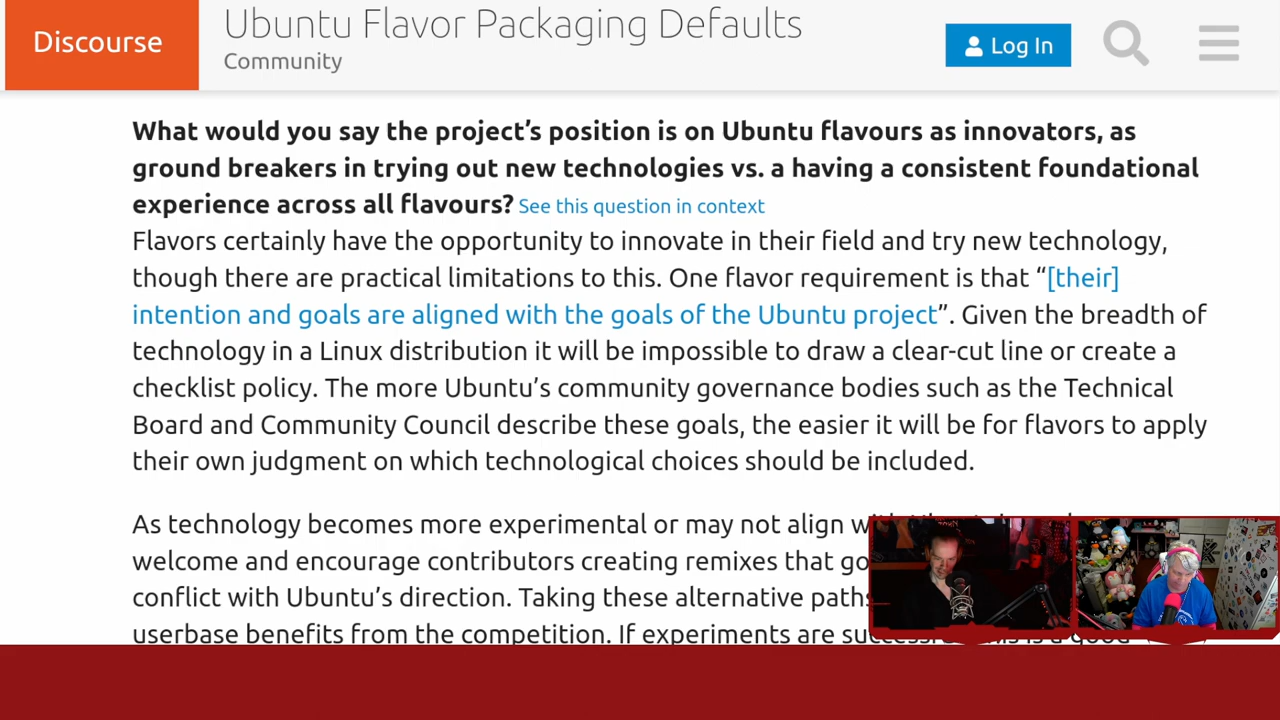 Discourse
Ubuntu Flavor Packaging Defaults
Community
Log In
What would you say the project’s position is on Ubuntu flavours as innovators, as
ground breakers in trying out new technologies vs. a having a consistent foundational
experience across all flavours? See this question in context
Flavors certainly have the opportunity to innovate in their field and try new technology,
though there are practical limitations to this. One flavor requirement is that “[their]
intention and goals are aligned with the goals of the Ubuntu project”. Given the breadth of
technology in a Linux distribution it will be impossible to draw a clear-cut line or create a
checklist policy. The more Ubuntu’s community governance bodies such as the Technical
Board and Community Council describe these goals, the easier it will be for flavors to apply
their own judgment on which technological choices should be included.
As technology becomes more experimental or may not align
welcome and encourage contributors creating remixes that
conflict with Ubuntu’s direction. Taking these alternative
userbase benefits from the competition. If experiments are